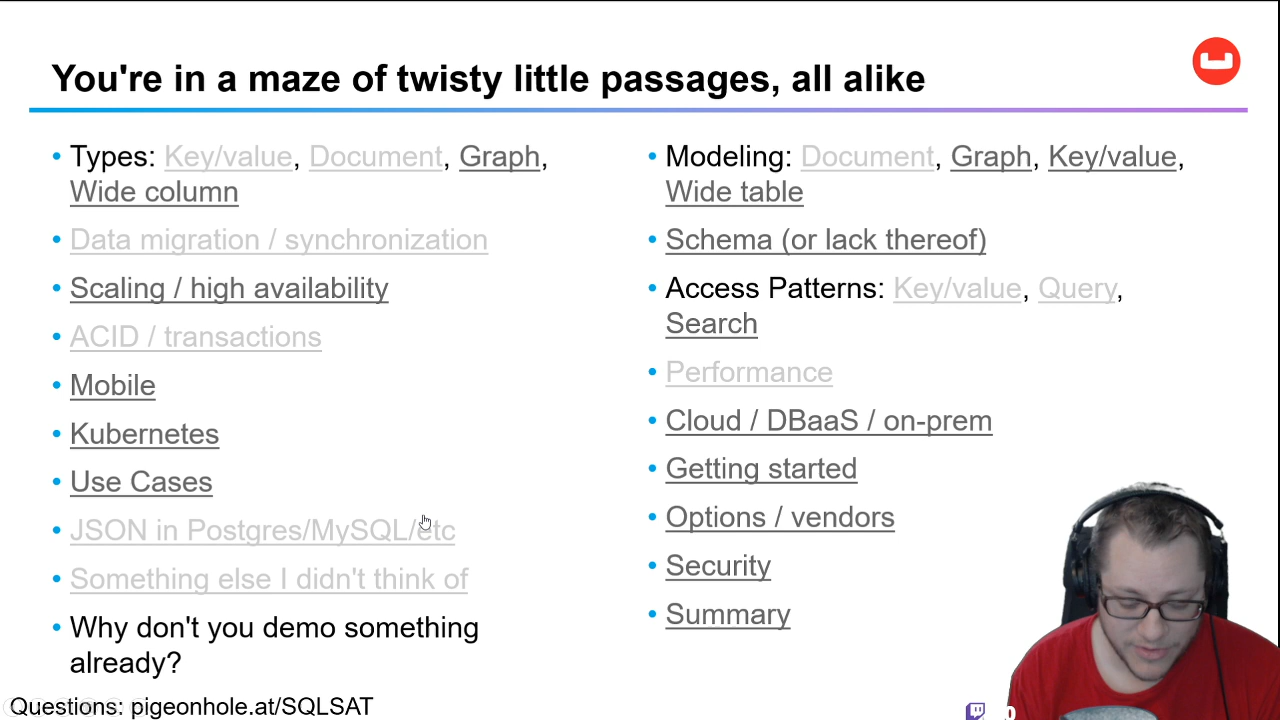 You're in a maze of twisty little passages, all alike
• Types: Key/value, Document, Graph,
Wide column
• Data migration / synchronization
• Scaling / high availability
• ACID / transactions
• Mobile
• Kubernetes
• Use Cases
• JSON in Postgres/MySQL/etc
• Something else I didn't think of
• Why don't you demo something
already?
• Modeling: Document, Graph, Key/value,
Wide table
• Schema (or lack thereof)
• Access Patterns: Key/value, Query,
Search
• Performance
• Cloud / DBaaS / on-prem
• Getting started
• Options / vendors
• Security
• Summary
Questions: pigeonhole.at/SQLSAT